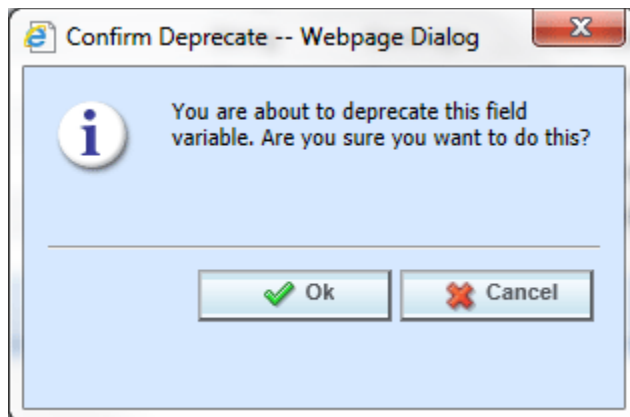 Confirm Deprecate -- Webpage Dialog
You are about to deprecate this field
variable. Are you sure you want to do this?
Ok
Cancel